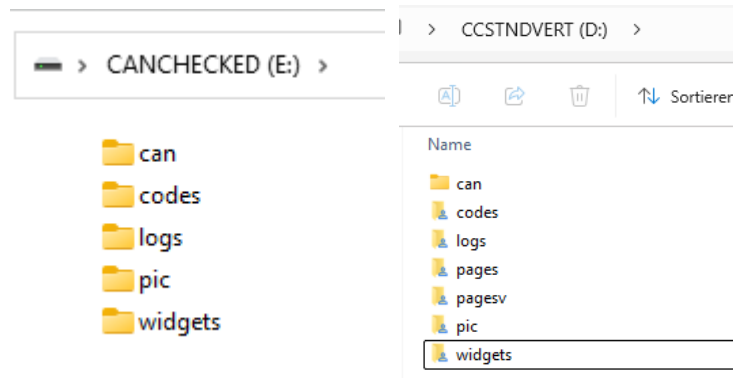 CANCHECKED (E:)
can
codes
logs
pic
widgets
CCSTNDVERT (D:)
Sortieren
Name
can
codes
logs
pages
pagesv
pic
widgets